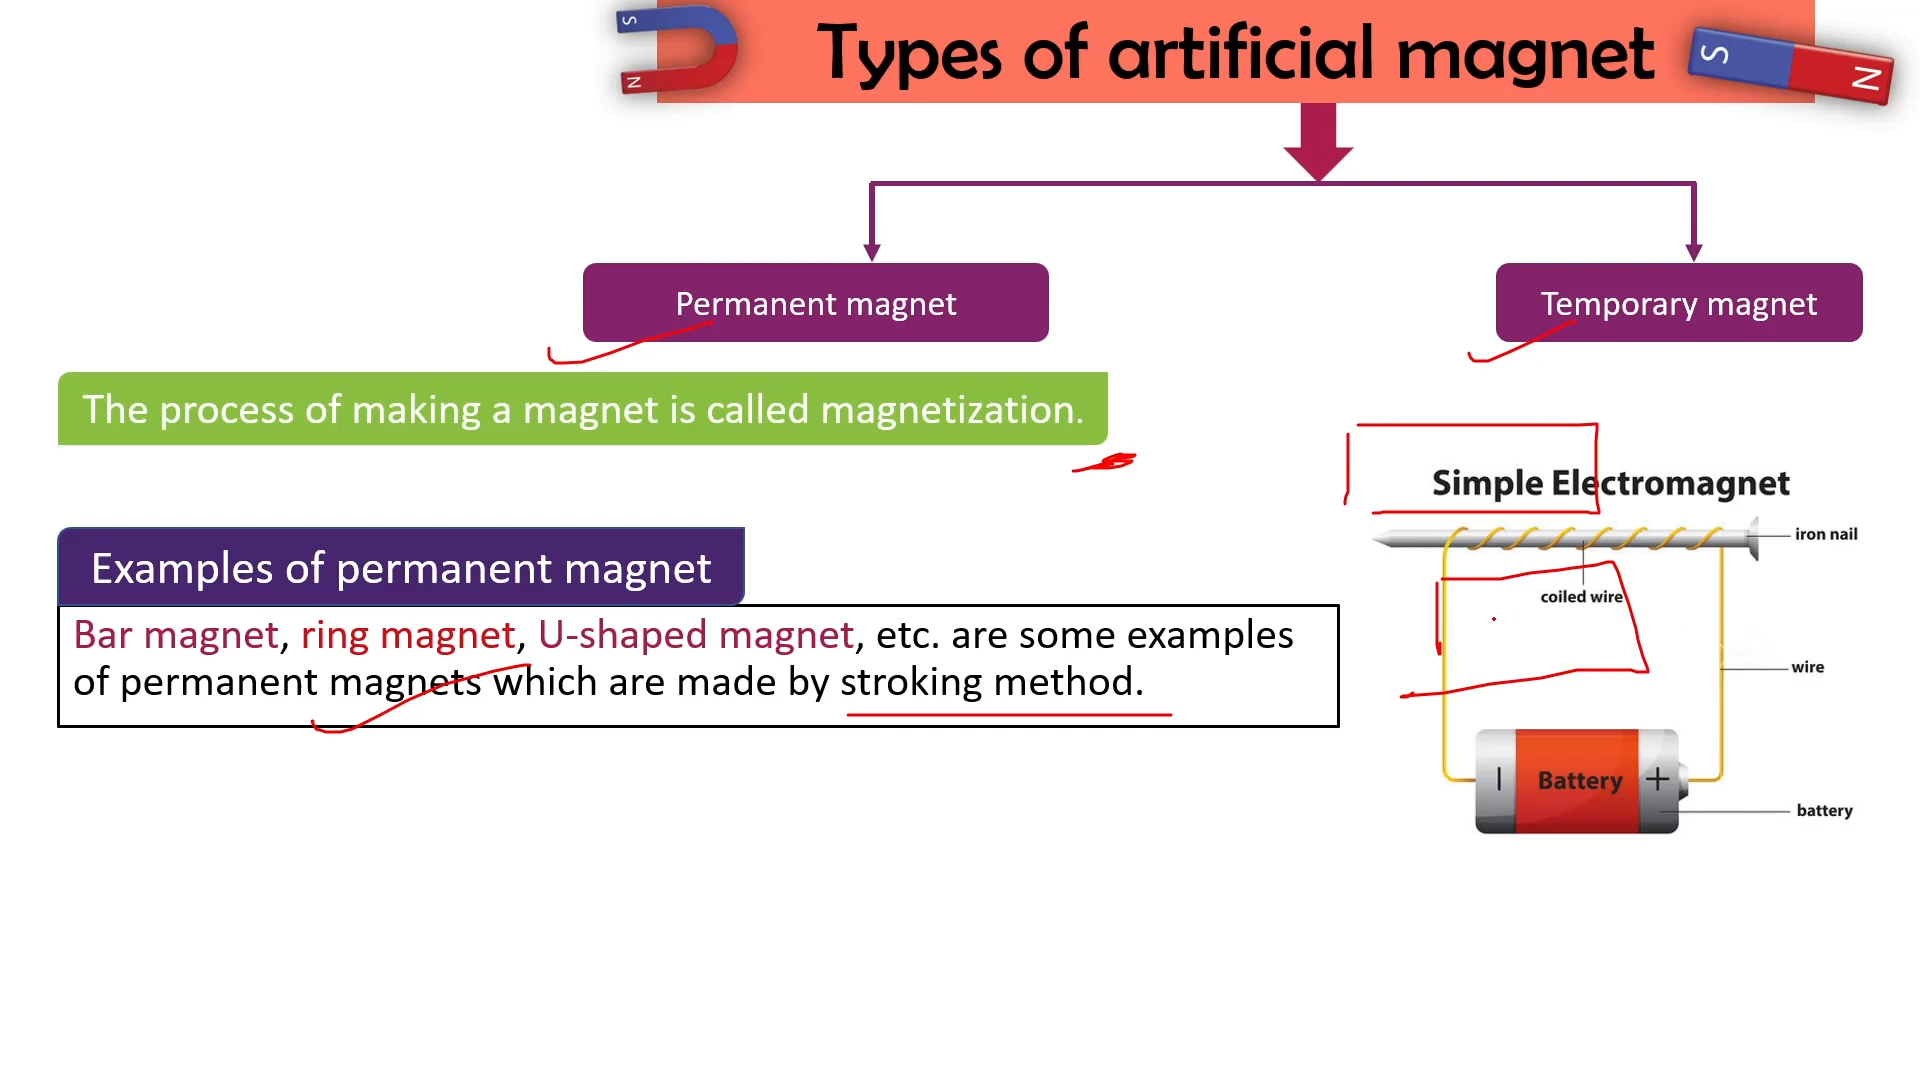 S
N
Types of artificial magnet
S
N
Permanent magnet
Temporary magnet
The process of making a magnet is called magnetization.
Simple Electromagnet
iron nail
coiled wire
Examples of permanent magnet
Bar magnet, ring magnet, U-shaped magnet, etc. are some examples
of permanent magnets which are made by stroking method.
wire
Battery
battery